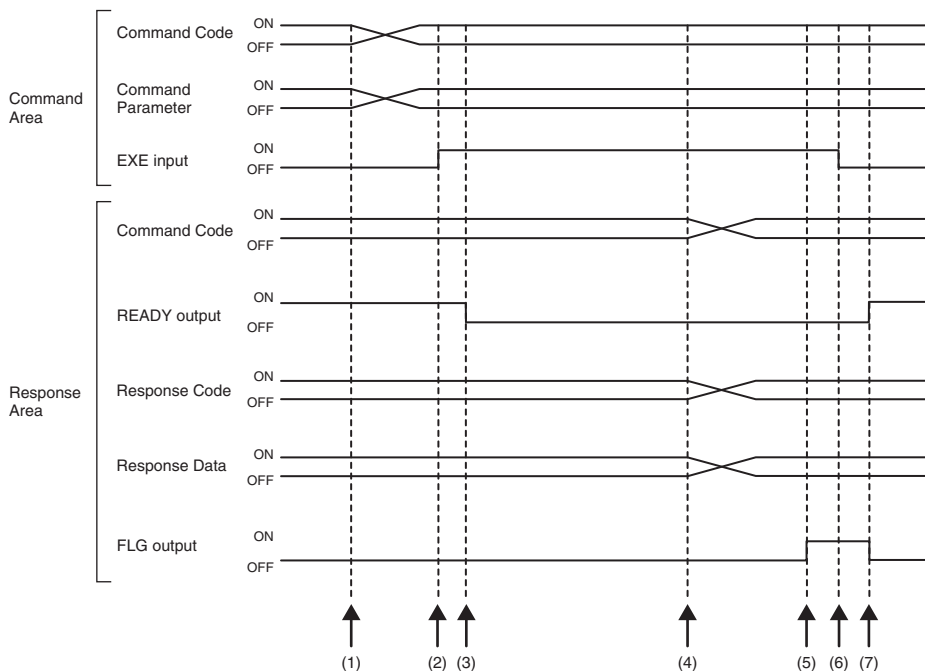 Command Area
Command Code
ON
OFF
Command Parameter
ON
OFF
EXE input
ON
OFF
Response Area
Command Code
ON
OFF
READY output
ON
OFF
Response Code
ON
OFF
Response Data
ON
OFF
FLG output
ON
OFF
(1) (2) (3) (4) (5) (6) (7)